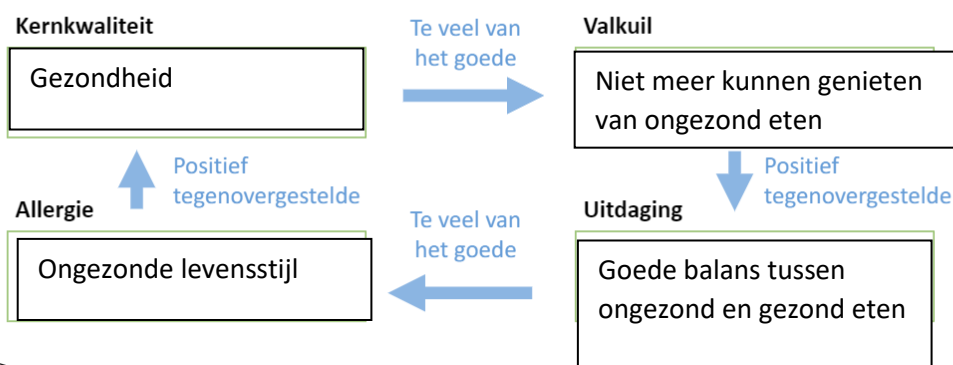 Kernkwaliteit
Gezondheid
Te veel van
het goede
Valkuil
Niet meer kunnen genieten
van ongezond eten
Positief
tegenovergestelde
Positief
tegenovergestelde
Allergie
Ongezonde levensstijl
Te veel van
het goede
Uitdaging
Goede balans tussen
ongezond en gezond eten